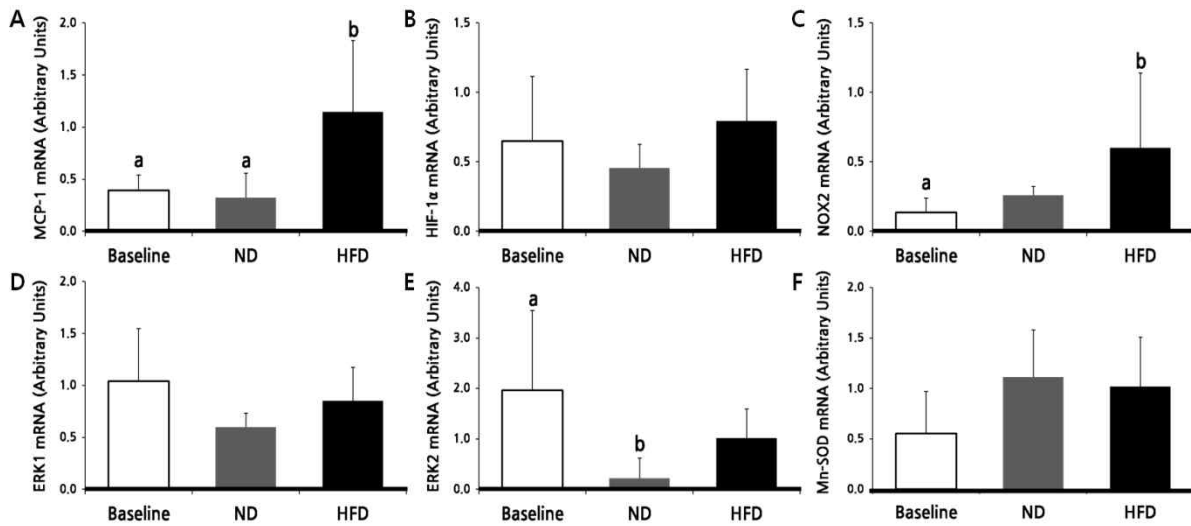 A
MCP-1 mRNA (Arbitrary Units)
2.0
1.5
1.0
0.5
0.0
a
a
b
Baseline ND HFD
B
HIF-1α mRNA (Arbitrary Units)
1.5
1.0
0.5
0.0
Baseline ND HFD
C
NOX2 mRNA (Arbitrary Units)
1.5
1.0
0.5
0.0
a
b
Baseline ND HFD
D
ERK1 mRNA (Arbitrary Units)
2.0
1.5
1.0
0.5
0.0
Baseline ND HFD
E
ERK2 mRNA (Arbitrary Units)
4.0
3.0
2.0
1.0
0.0
a
b
Baseline ND HFD
F
Mn-SOD mRNA (Arbitrary Units)
2.0
1.5
1.0
0.5
0.0
Baseline ND HFD